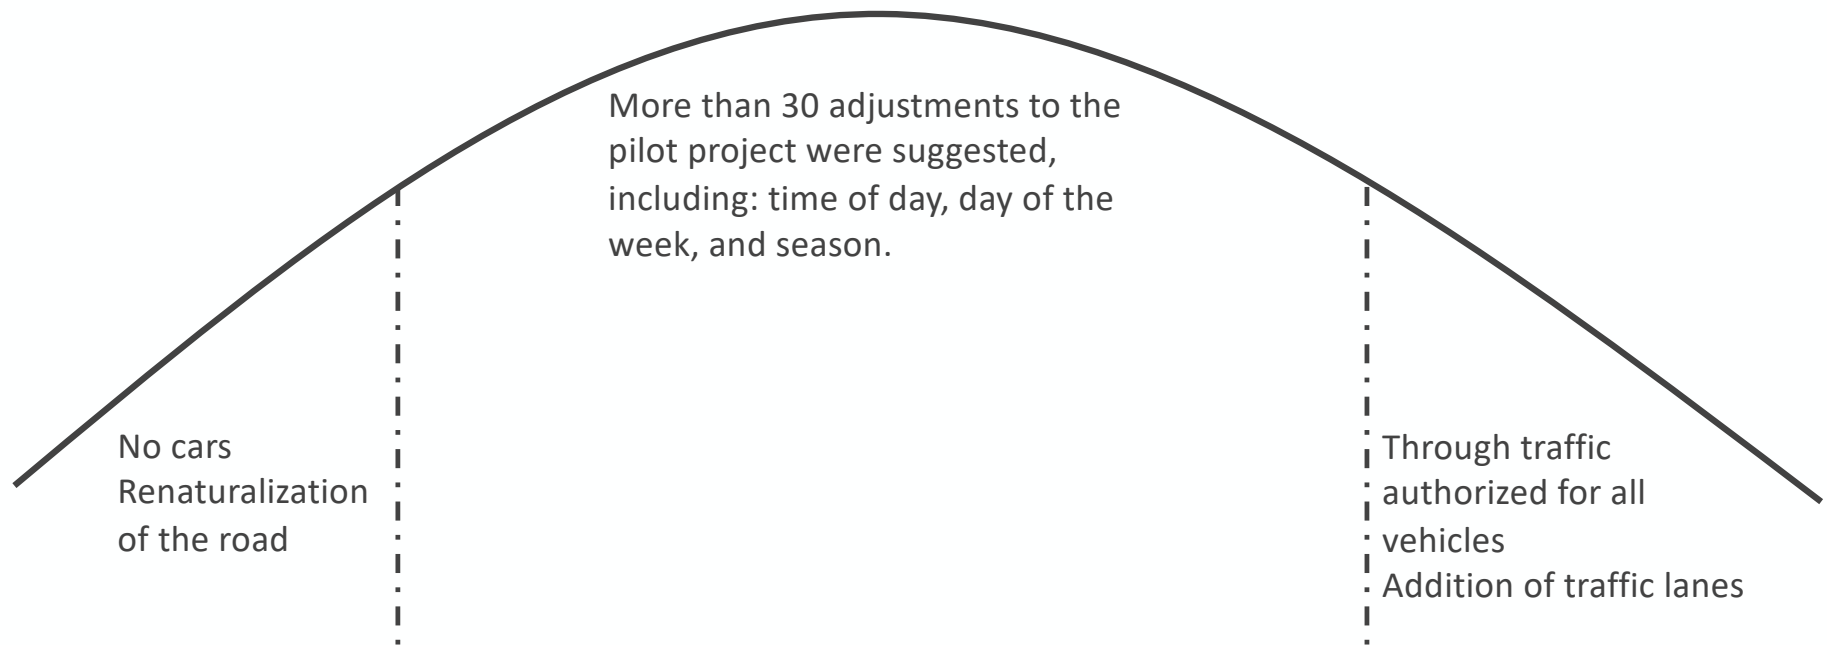 More than 30 adjustments to the
pilot project were suggested,
including: time of day, day of the
week, and season.
No cars
Renaturalization
of the road
Through traffic
authorized for all
vehicles
Addition of traffic lanes